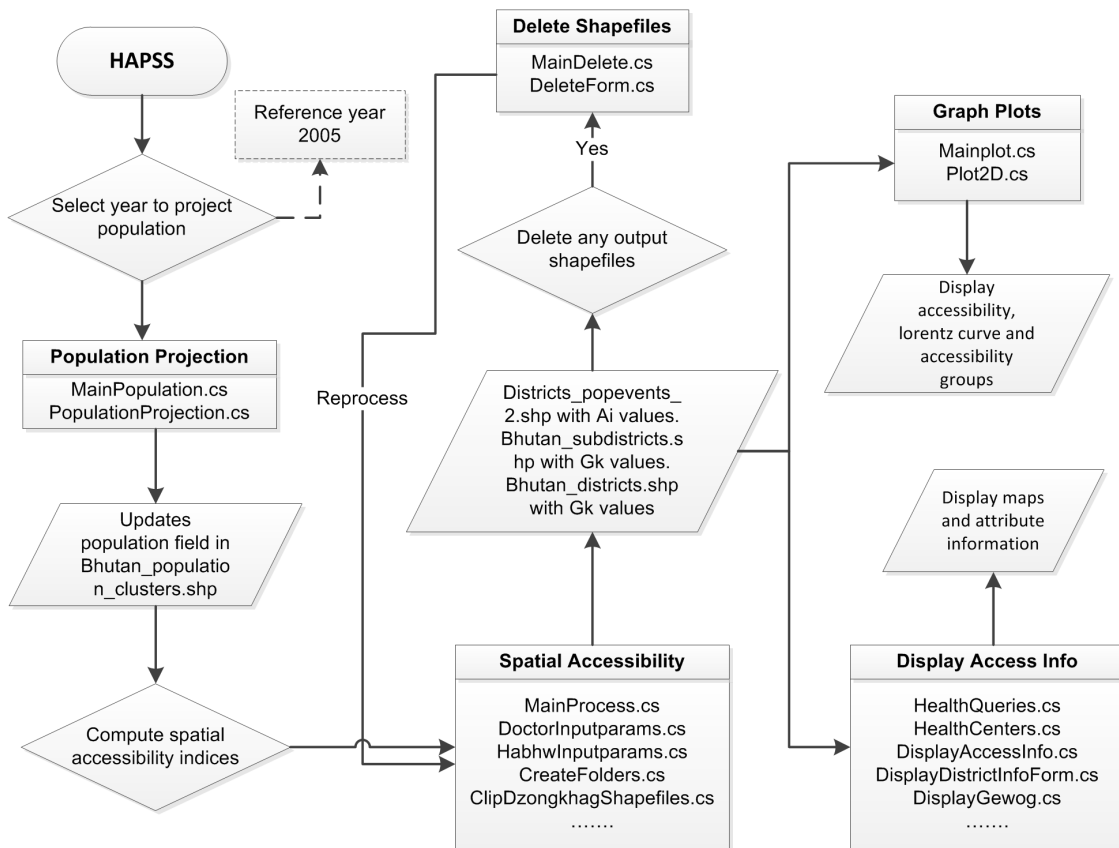 HAPSS
Reference year
2005
Select year to project
population
Population Projection
MainPopulation.cs
PopulationProjection.cs
Updates
population field in
Bhutan_populatio
n_clusters.shp
Compute spatial
accessibility indices
Delete Shapefiles
MainDelete.cs
DeleteForm.cs
Yes
Delete any output
shapefiles
Reprocess
Districts_popevents_
2.shp with Ai values.
Bhutan_subdistricts.s
hp with Gk values.
Bhutan_districts.shp
with Gk values
Spatial Accessibility
MainProcess.cs
DoctorInputparams.cs
HabhwInputparams.cs
CreateFolders.cs
ClipDzongkhagShapefiles.cs
.......
Graph Plots
Mainplot.cs
Plot2D.cs
Display
accessibility,
lorentz curve and
accessibility
groups
Display maps
and attribute
information
Display Access Info
HealthQueries.cs
HealthCenters.cs
DisplayAccessInfo.cs
DisplayDistrictInfoForm.cs
DisplayGewog.cs
.......